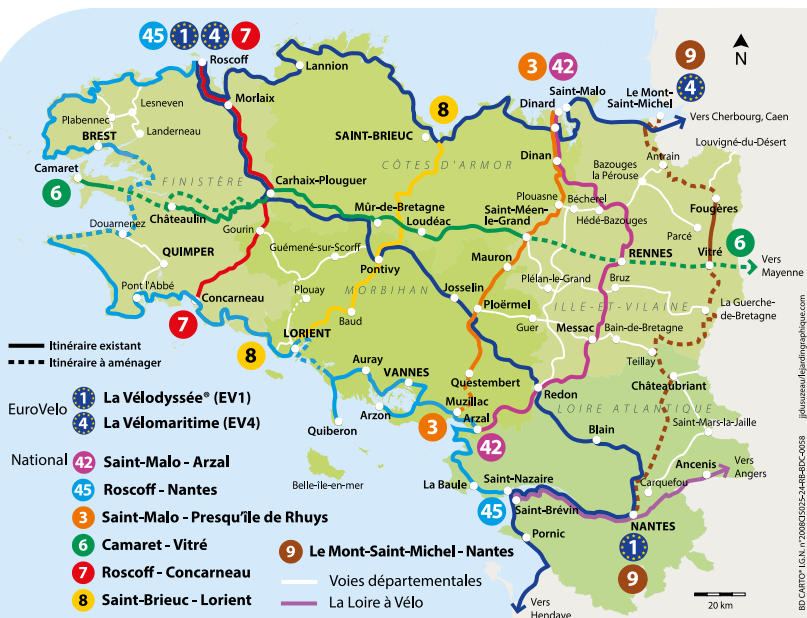 45 1 4 7
Roscoff
Lannion
3 42
Saint-Malo
Dinard
9
4
Le Mont-
Saint-Michel
N
Vers Cherbourg, Caen
Morlaix
Lesneven
Plabennec
Landerneau
BREST
8
SAINT-BRIEUC
CÔTES D'ARMOR
Dinan
Louvigné-du-Désert
Antrain
Bazouges
la Pérouse
Camaret
6
FINISTÈRE
Carhaix-Plouguer
Châteaulin
Mûr-de-Bretagne
Loudéac
Saint-Méen-
le-Grand
Plouasne
Bécherel
Hédé-Bazouges
Fougères
Parcé
6
Vitré
Vers
Mayenne
Douarnenez
Gourin
Guémené-sur-Scorff
QUIMPER
Pontivy
Mauron
RENNES
Plélan-le-Grand
Bruz
Pont l'Abbé
Concarneau
7
Plouay
MORBIHAN
Josselin
Ploërmel
ILLE-ET-VILAINE
La Guerche-
de-Bretagne
Baud
LORIENT
8
Guer
Messac
Bain-de-Bretagne
Teillay
Itinéraire existant
Itinéraire à aménager
Auray
VANNES
Questembert
Châteaubriant
Redon
LOIRE ATLANTIQUE
Muzillac
Arzal
3
42
Arzon
Quiberon
Belle-île-en-mer
Saint-Mars-la-Jaille
Blain
Ancenis
Vers
Angers
Carquefou
La Baule
Saint-Nazaire
45
Saint-Brévin
Pornic
NANTES
1
9
Vers
Hendaye
20 km
EuroVelo
1 La Vélodyssée® (EV1)
4 La Vélomaritime (EV4)
National
42 Saint-Malo - Arzal
45 Roscoff - Nantes
3 Saint-Malo - Presqu'île de Rhuys
6 Camaret - Vitré
7 Roscoff - Concarneau
8 Saint-Brieuc - Lorient
9 Le Mont-Saint-Michel - Nantes
Voies départementales
La Loire à Vélo